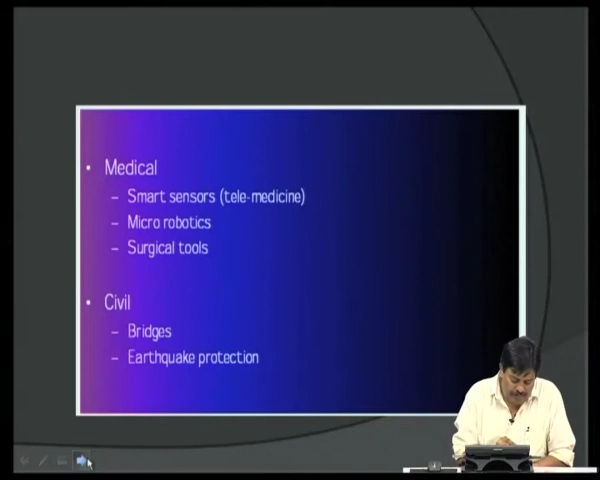 • Medical
– Smart sensors (tele-medicine)
– Micro robotics
– Surgical tools
• Civil
– Bridges
– Earthquake protection